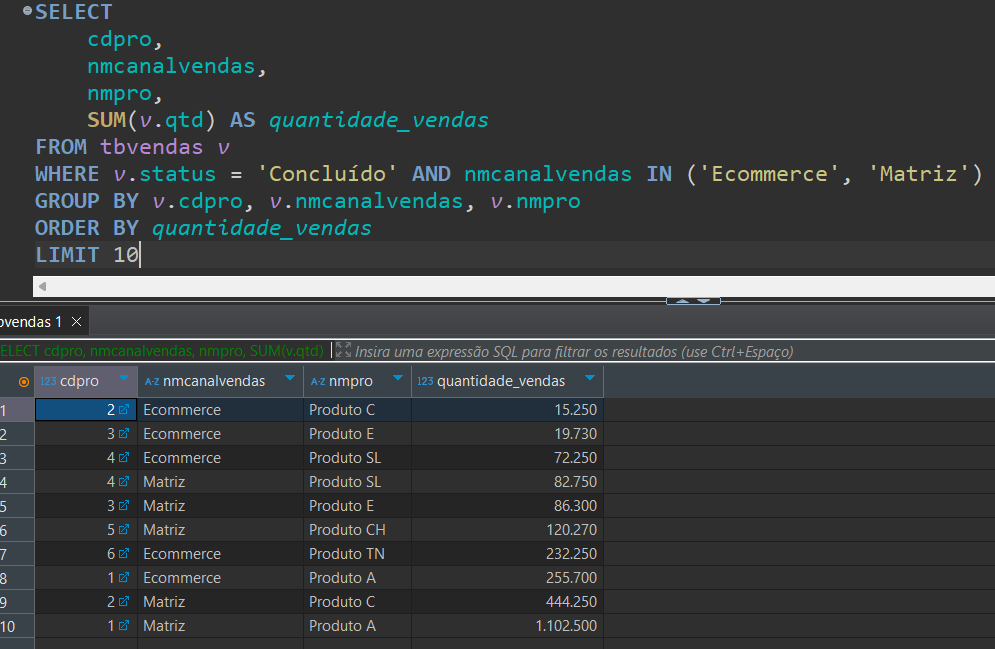 SELECT
cdpro,
nmcanalvendas,
nmpro,
SUM(v.qtd) AS quantidade_vendas
FROM tbvendas v
WHERE v.status = 'Concluído' AND nmcanalvendas IN ('Ecommerce', 'Matriz')
GROUP BY v.cdpro, v.nmcanalvendas, v.nmpro
ORDER BY quantidade_vendas
LIMIT 10
bvendas 1
ELECT cdpro, nmcanalvendas, nmpro, SUM(v.qtd) Insira uma expressão SQL para filtrar os resultados (use Ctrl+Espaço)
123 cdpro A-Z nmcanalvendas A-Z nmpro 123 quantidade_vendas
1 2 Ecommerce Produto C 15.250
2 3 Ecommerce Produto E 19.730
3 4 Ecommerce Produto SL 72.250
4 4 Matriz Produto SL 82.750
5 3 Matriz Produto E 86.300
6 5 Matriz Produto CH 120.270
7 6 Ecommerce Produto TN 232.250
8 1 Ecommerce Produto A 255.700
9 2 Matriz Produto C 444.250
10 1 Matriz Produto A 1.102.500